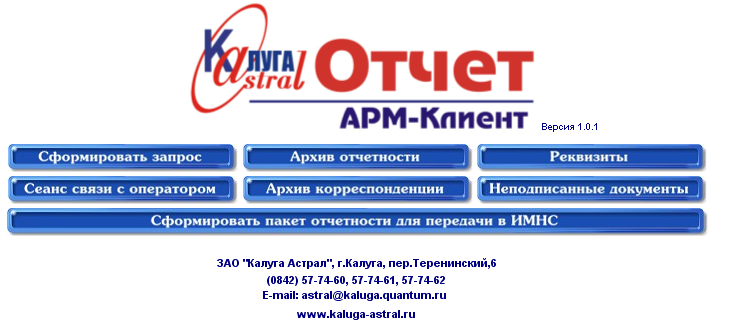 Калуга Astral Отчет
АРМ-Клиент Версия 1.0.1
Сформировать запрос Архив отчетности Реквизиты
Сеанс связи с оператором Архив корреспонденции Неподписанные документы
Сформировать пакет отчетности для передачи в ИМНС
ЗАО "Калуга Астрал", г.Калуга, пер.Теренинский,6
(0842) 57-74-60, 57-74-61, 57-74-62
E-mail: astral@kaluga.quantum.ru
www.kaluga-astral.ru